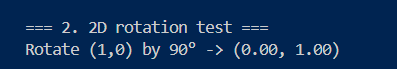 === 2. 2D rotation test ===
Rotate (1,0) by 90° -> (0.00, 1.00)